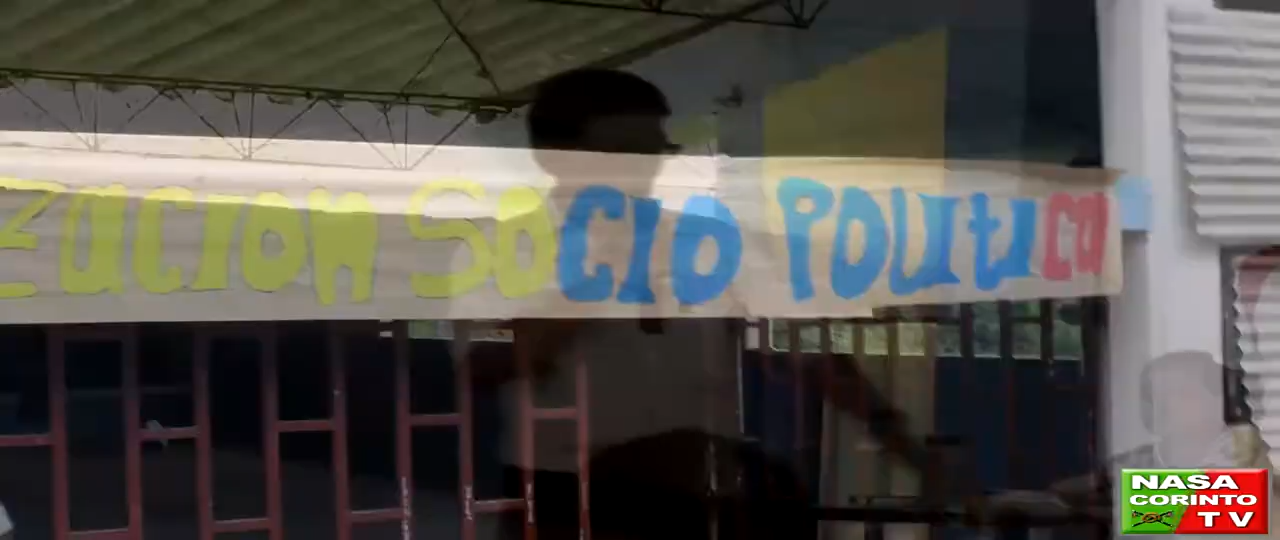 zacion Socio Politica
NASA
CORINTO
TV